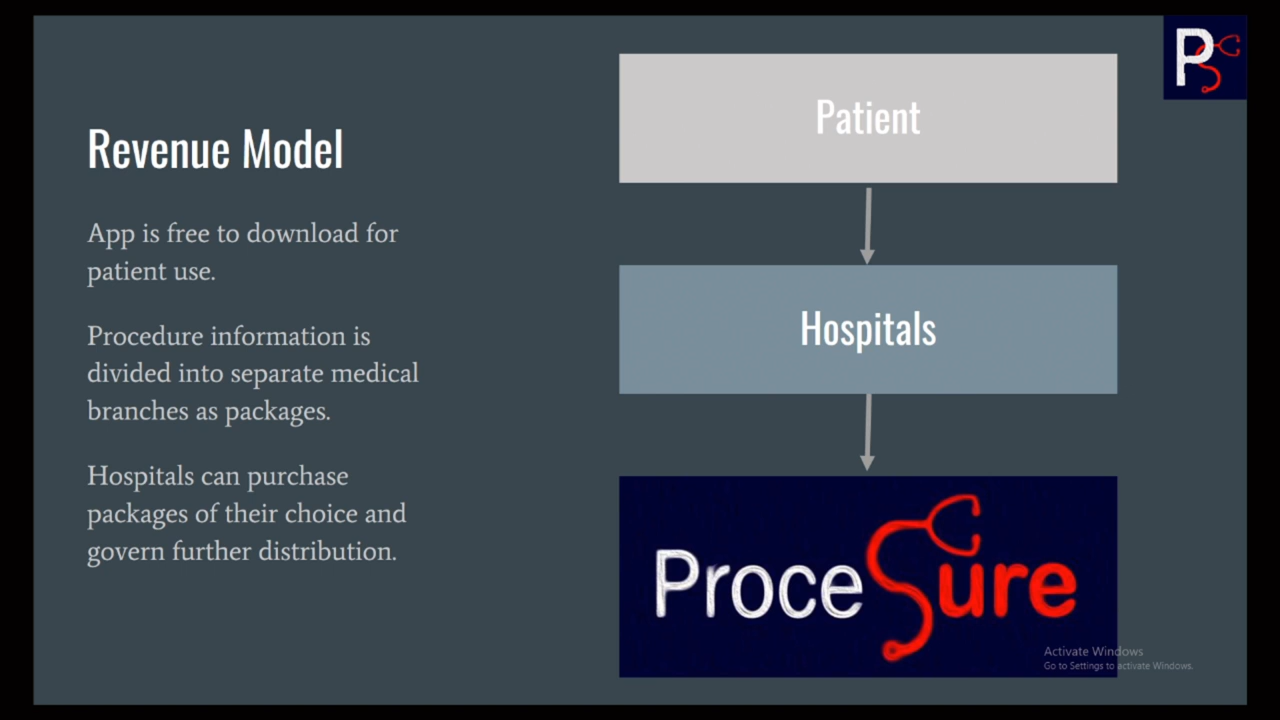 PS
Revenue Model
App is free to download for
patient use.
Procedure information is
divided into separate medical
branches as packages.
Hospitals can purchase
packages of their choice and
govern further distribution.
Patient
Hospitals
ProceSure
Activate Windows
Go to Settings to activate Windows.